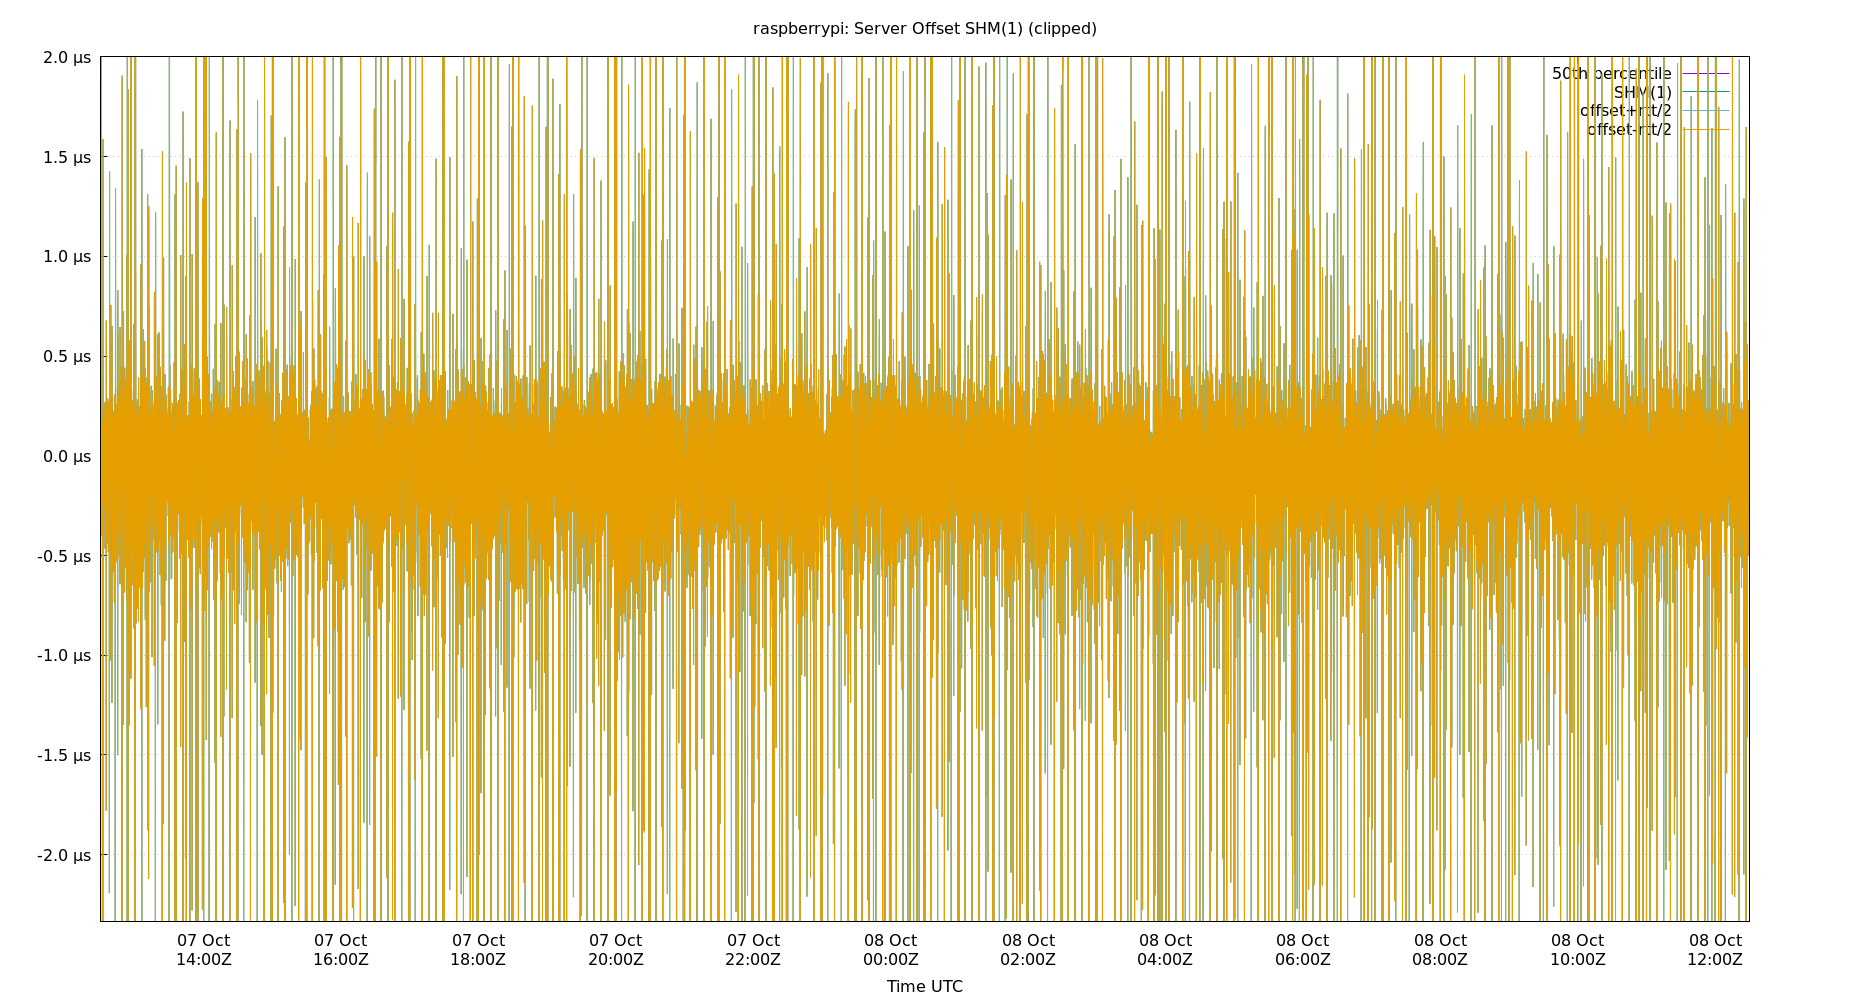 raspberrypi: Server Offset SHM(1) (clipped)
2.0 µs
1.5 µs
1.0 µs
0.5 µs
0.0 µs
-0.5 µs
-1.0 µs
-1.5 µs
-2.0 µs
50th percentile
SHM(1)
offset+rtt/2
offset-rtt/2
07 Oct 07 Oct 07 Oct 07 Oct 07 Oct 08 Oct 08 Oct 08 Oct 08 Oct 08 Oct 08 Oct 08 Oct
14:00Z 16:00Z 18:00Z 20:00Z 22:00Z 00:00Z 02:00Z 04:00Z 06:00Z 08:00Z 10:00Z 12:00Z
Time UTC